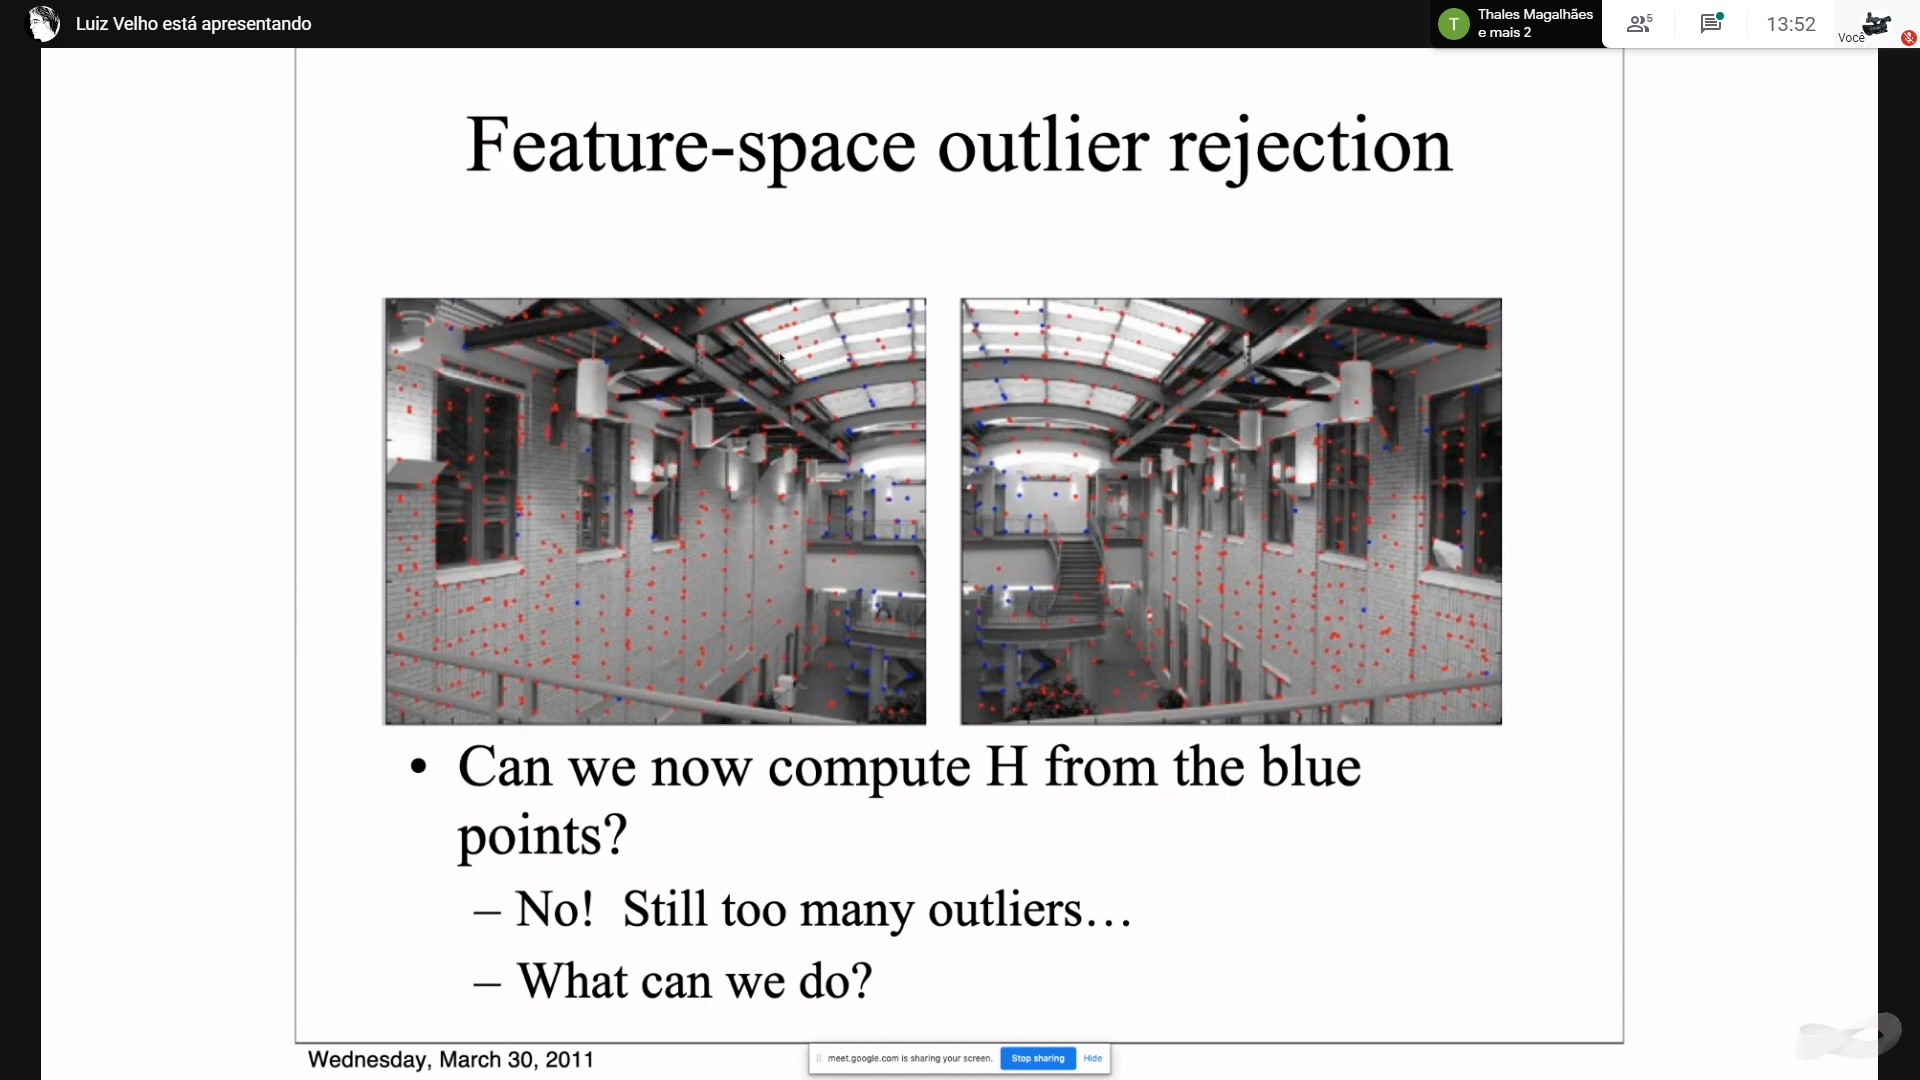 Luiz Velho está apresentando
T
Thales Magalhães
e mais 2
5
13:52
Você
Feature-space outlier rejection
• Can we now compute H from the blue
points?
– No! Still too many outliers…
– What can we do?
Wednesday, March 30, 2011
meet.google.com is sharing your screen.
Stop sharing
Hide